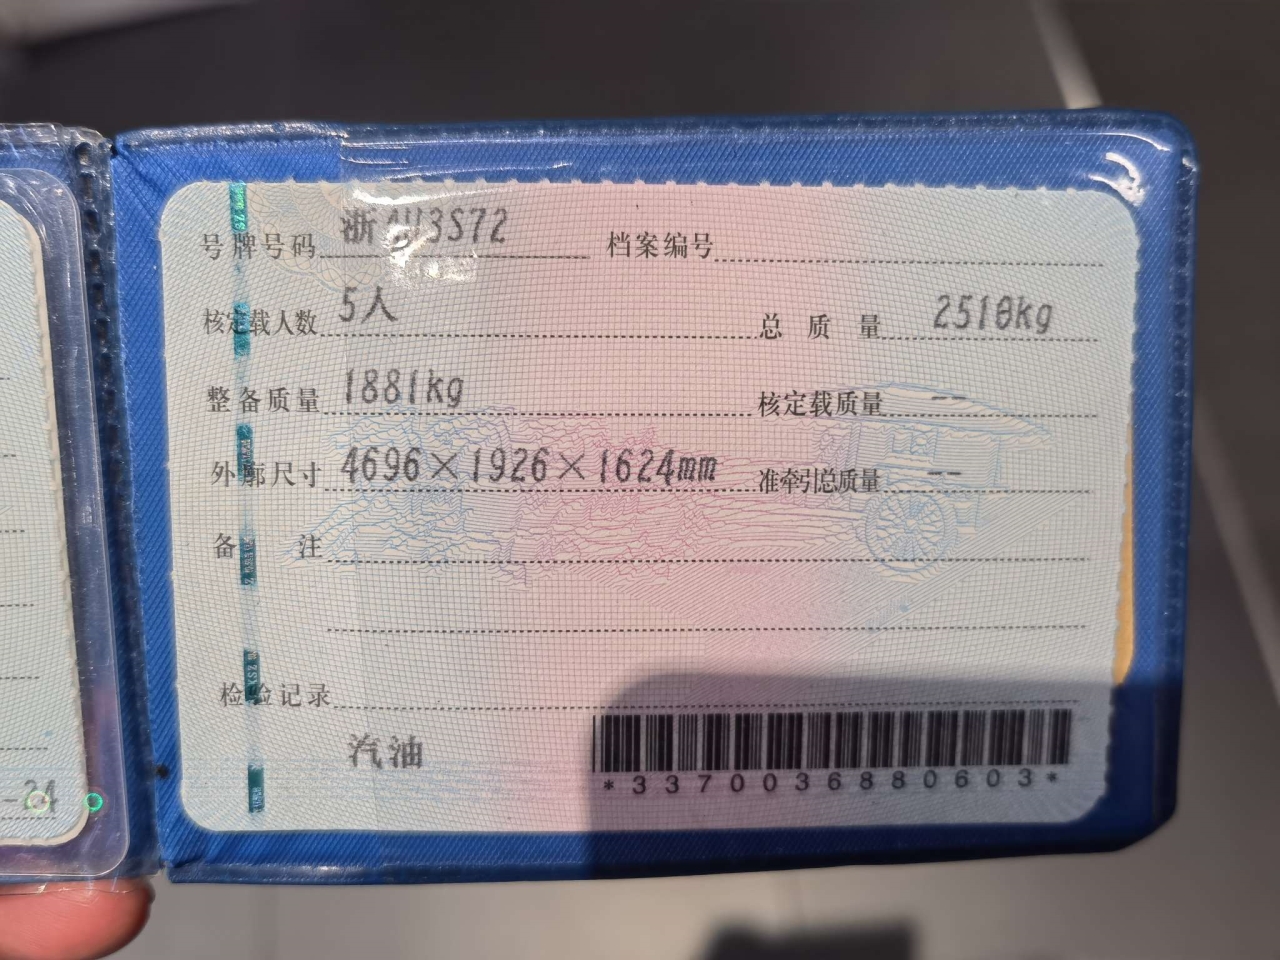 号牌号码 浙AU3S72 档案编号
核定载人数 5人 总质量 2510kg
整备质量 1881kg 核定载质量 --
外廓尺寸 4696×1926×1624mm 准牵引总质量 --
备注
检验记录
汽油
*3370036880603*
-24